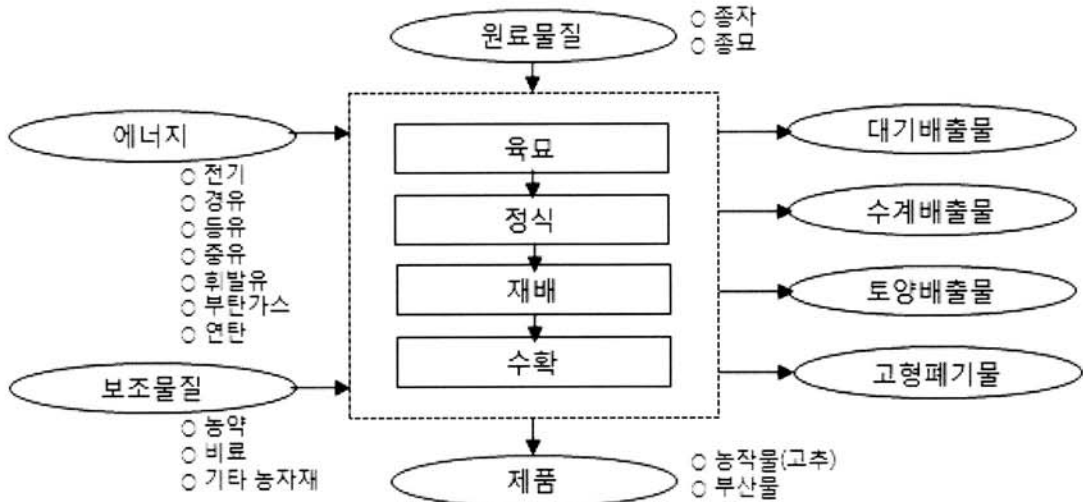 원료물질
○ 종자
○ 종묘
에너지
○ 전기
○ 경유
○ 등유
○ 중유
○ 휘발유
○ 부탄가스
○ 연탄
보조물질
○ 농약
○ 비료
○ 기타 농자재
육묘
정식
재배
수확
대기배출물
수계배출물
토양배출물
고형폐기물
제품
○ 농작물(고추)
○ 부산물